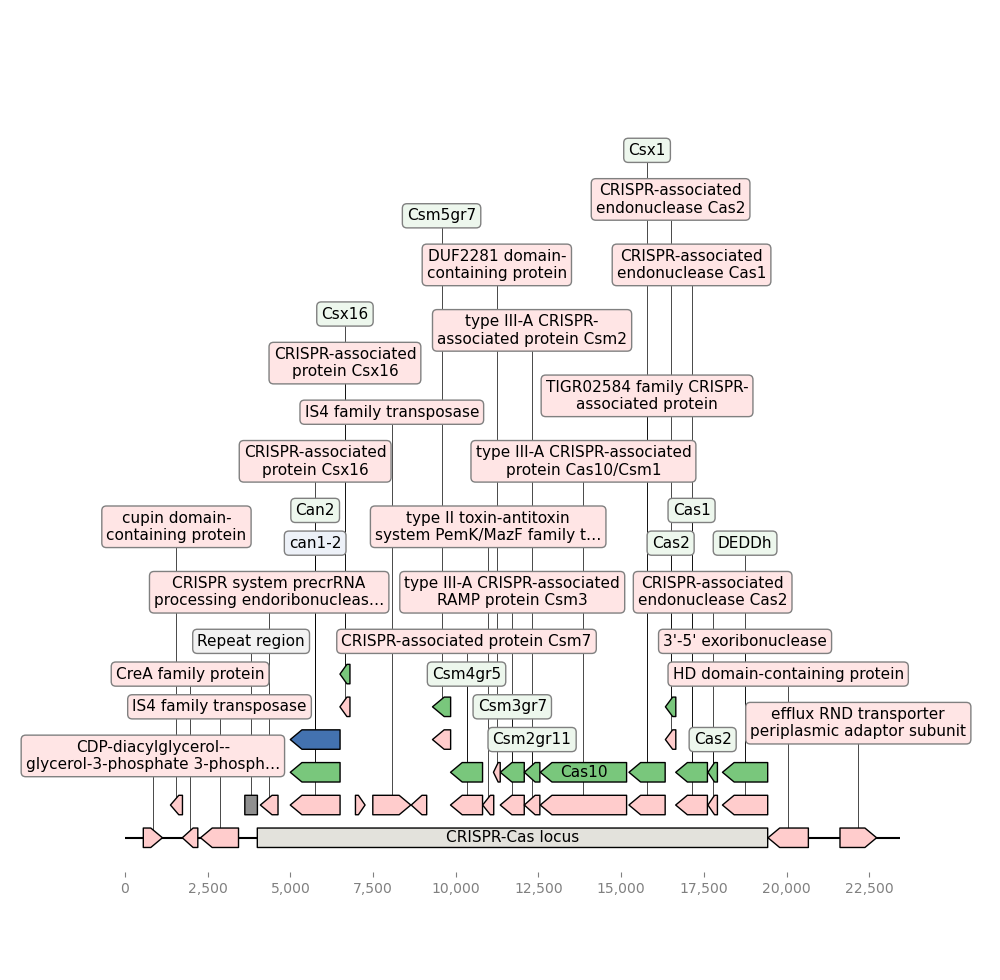 Csx1
CRISPR-associated
endonuclease Cas2
Csm5gr7
DUF2281 domain-
containing protein
CRISPR-associated
endonuclease Cas1
Csx16
type III-A CRISPR-
associated protein Csm2
CRISPR-associated
protein Csx16
TIGR02584 family CRISPR-
associated protein
IS4 family transposase
CRISPR-associated
protein Csx16
type III-A CRISPR-associated
protein Cas10/Csm1
Can2
Cas1
cupin domain-
containing protein
type II toxin-antitoxin
system PemK/MazF family t...
can1-2
Cas2
DEDDh
CRISPR system precrRNA
processing endoribonucleas...
type III-A CRISPR-associated
RAMP protein Csm3
CRISPR-associated
endonuclease Cas2
Repeat region
CRISPR-associated protein Csm7
3'-5' exoribonuclease
CreA family protein
Csm4gr5
HD domain-containing protein
IS4 family transposase
Csm3gr7
efflux RND transporter
periplasmic adaptor subunit
CDP-diacylglycerol--
glycerol-3-phosphate 3-phosph...
Csm2gr11
Cas2
Cas10
CRISPR-Cas locus
0
2,500
5,000
7,500
10,000
12,500
15,000
17,500
20,000
22,500